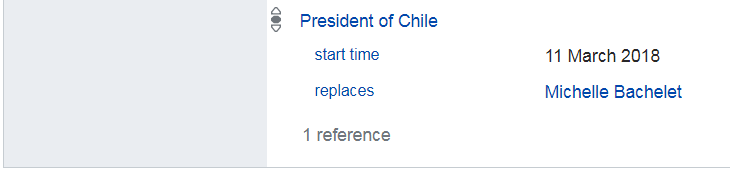 President of Chile
start time 11 March 2018
replaces Michelle Bachelet
1 reference